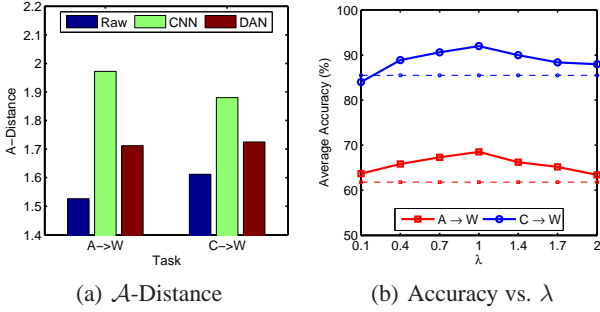 Raw CNN DAN
2.2
2.1
2
1.9
1.8
1.7
1.6
1.5
1.4
A−Distance
A−>W C−>W
Task
(a) A-Distance
100
90
80
70
60
50
Average Accuracy (%)
A → W C → W
0.1 0.4 0.7 1 1.4 1.7 2
λ
(b) Accuracy vs. λ